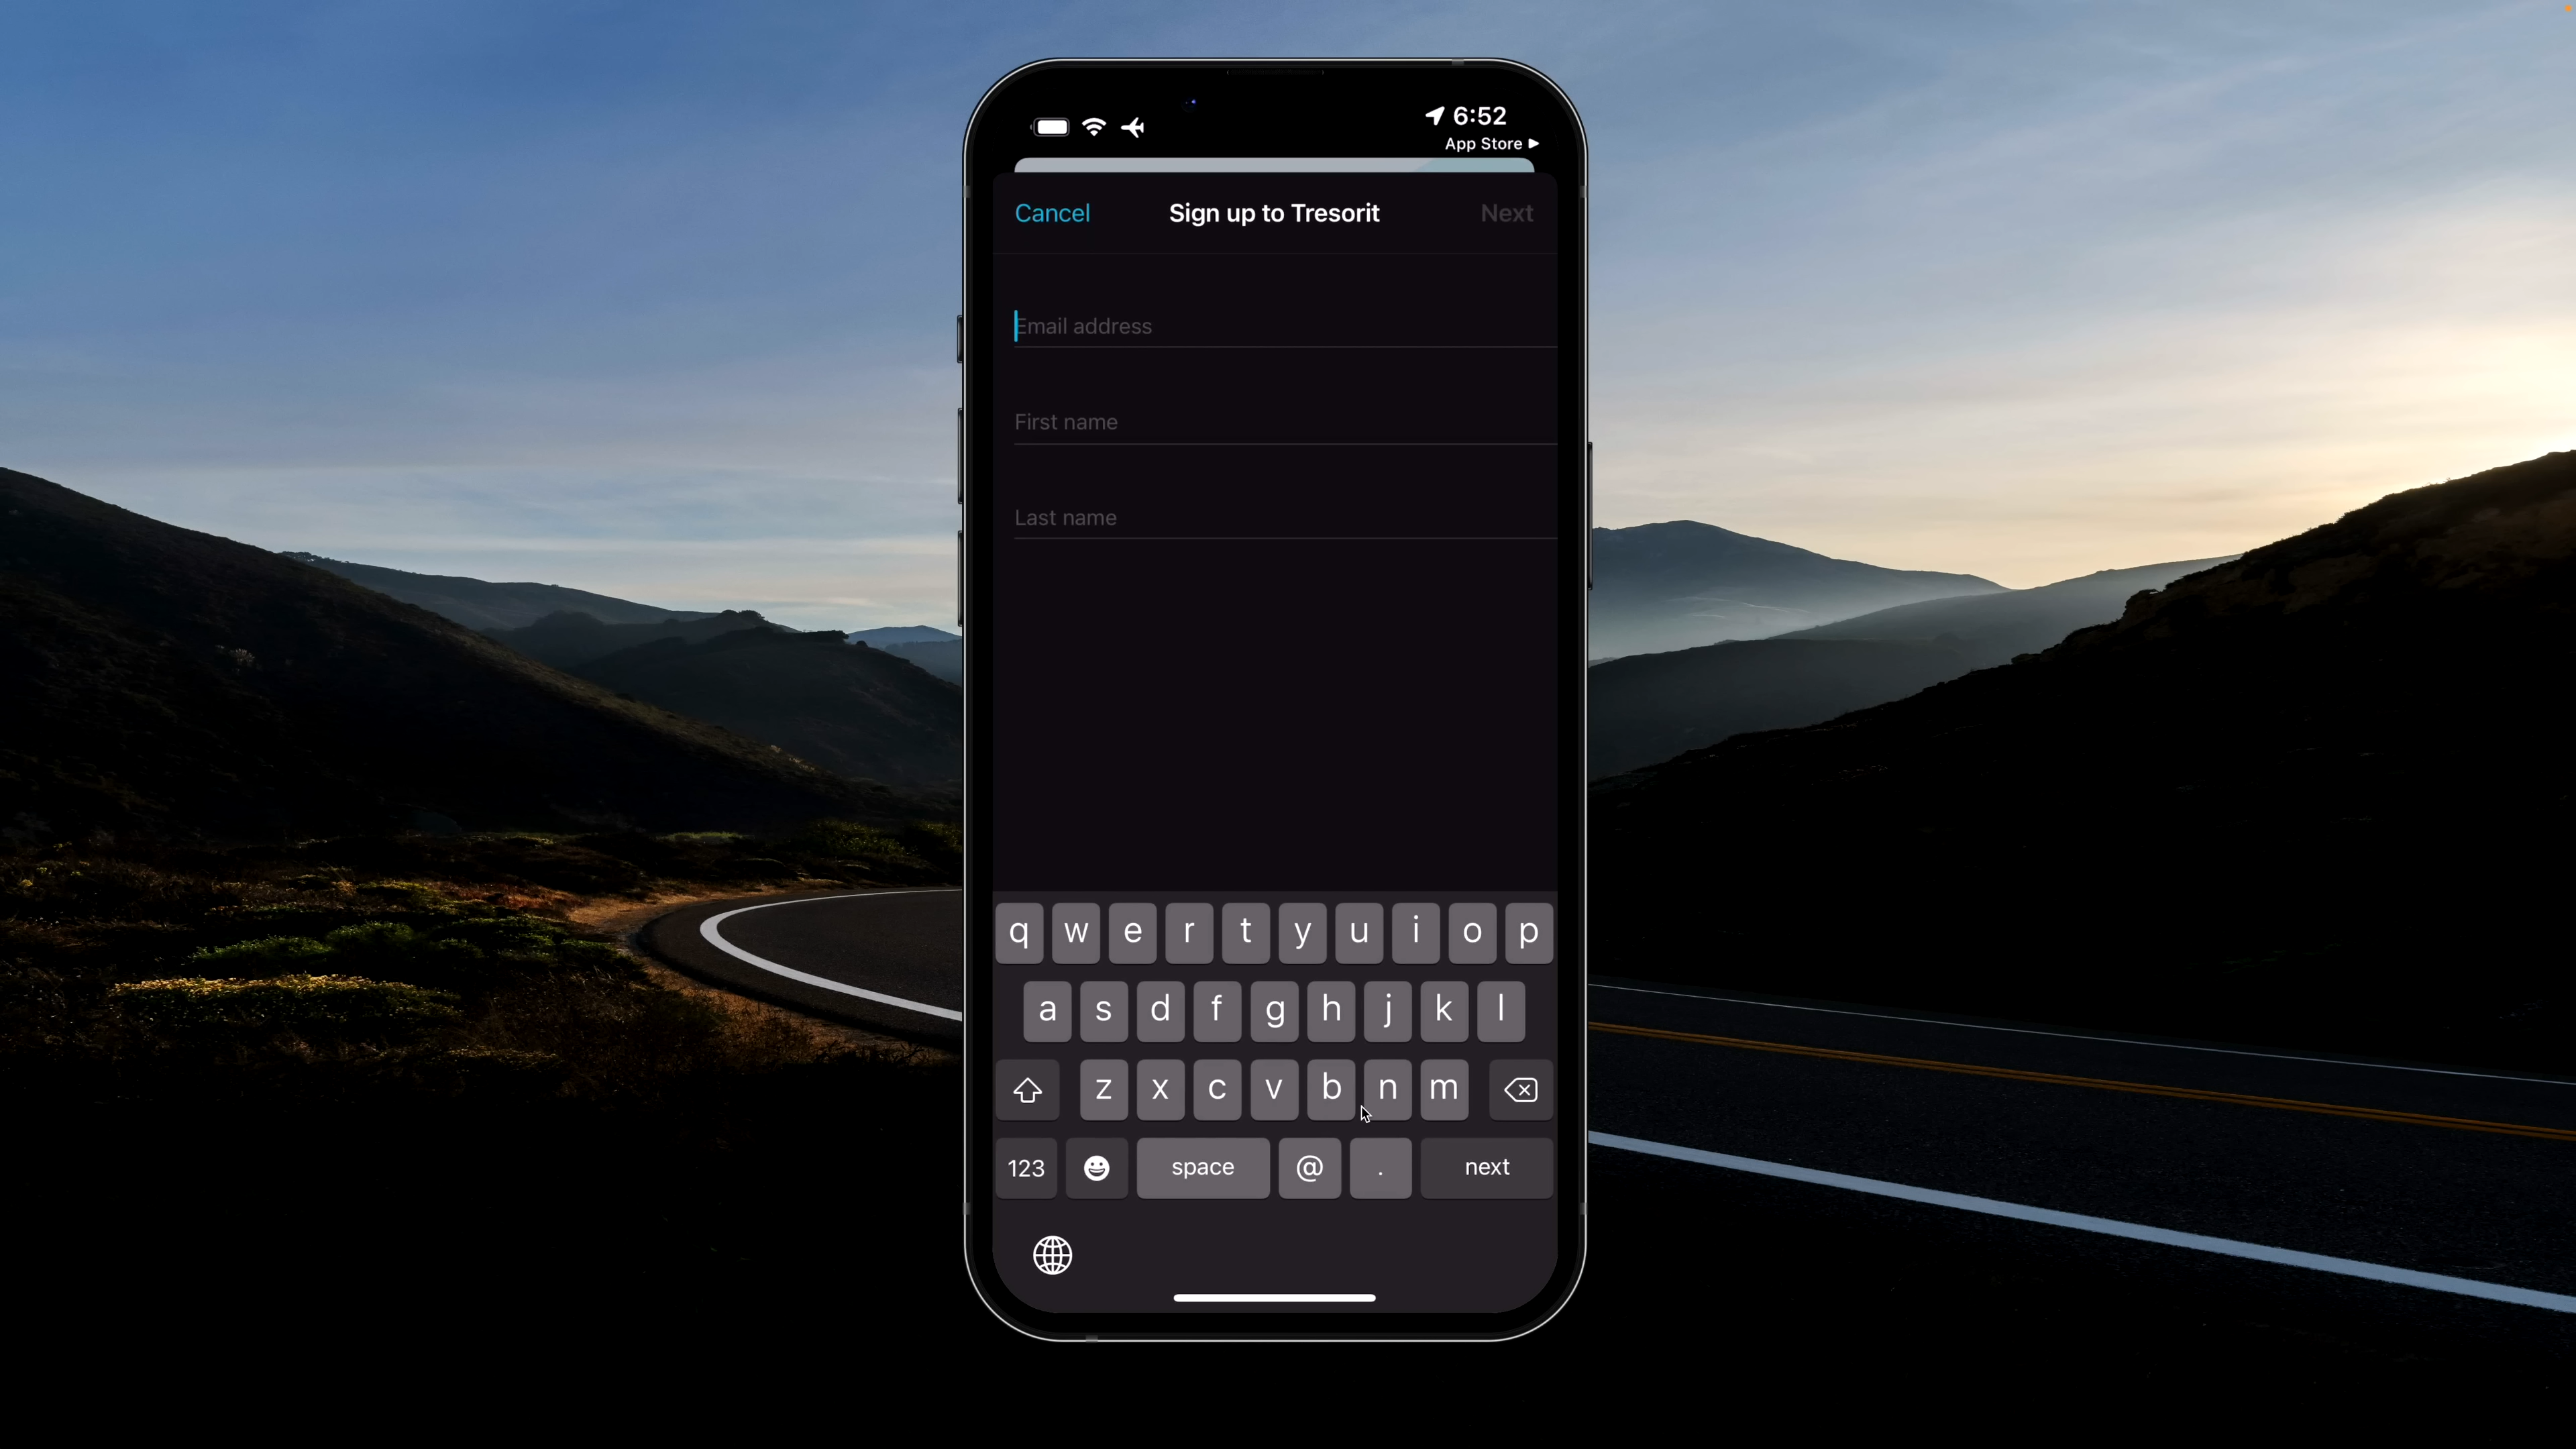 6:52
App Store
Cancel Sign up to Tresorit Next
Email address
First name
Last name
q w e r t y u i o p
a s d f g h j k l
z x c v b n m
123 space @ . next